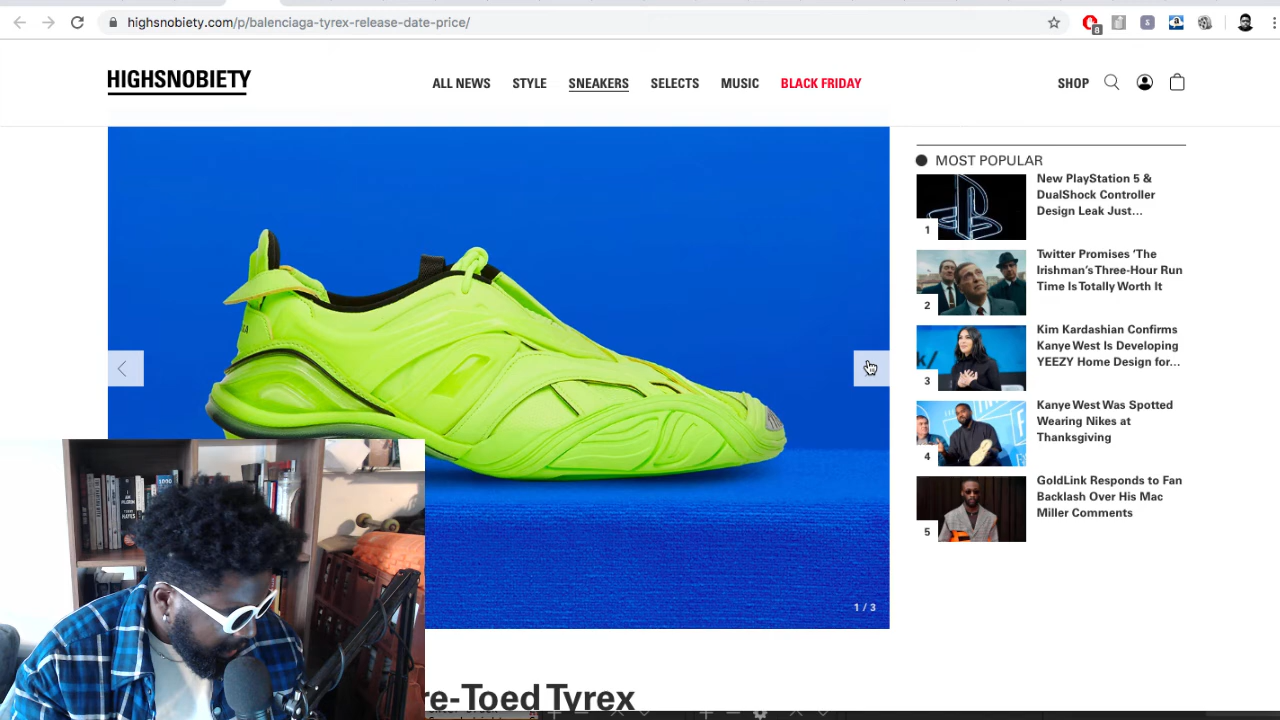 highsnobiety.com/p/balenciaga-tyrex-release-date-price/
8
HIGHSNOBIETY
ALL NEWS STYLE SNEAKERS SELECTS MUSIC BLACK FRIDAY
SHOP
MOST POPULAR
New PlayStation 5 &
DualShock Controller
Design Leak Just...
1
Twitter Promises ‘The
Irishman’s Three-Hour Run
Time Is Totally Worth It
2
Kim Kardashian Confirms
Kanye West Is Developing
YEEZY Home Design for...
3
Kanye West Was Spotted
Wearing Nikes at
Thanksgiving
4
GoldLink Responds to Fan
Backlash Over His Mac
Miller Comments
5
1 / 3
re-Toed Tyrex